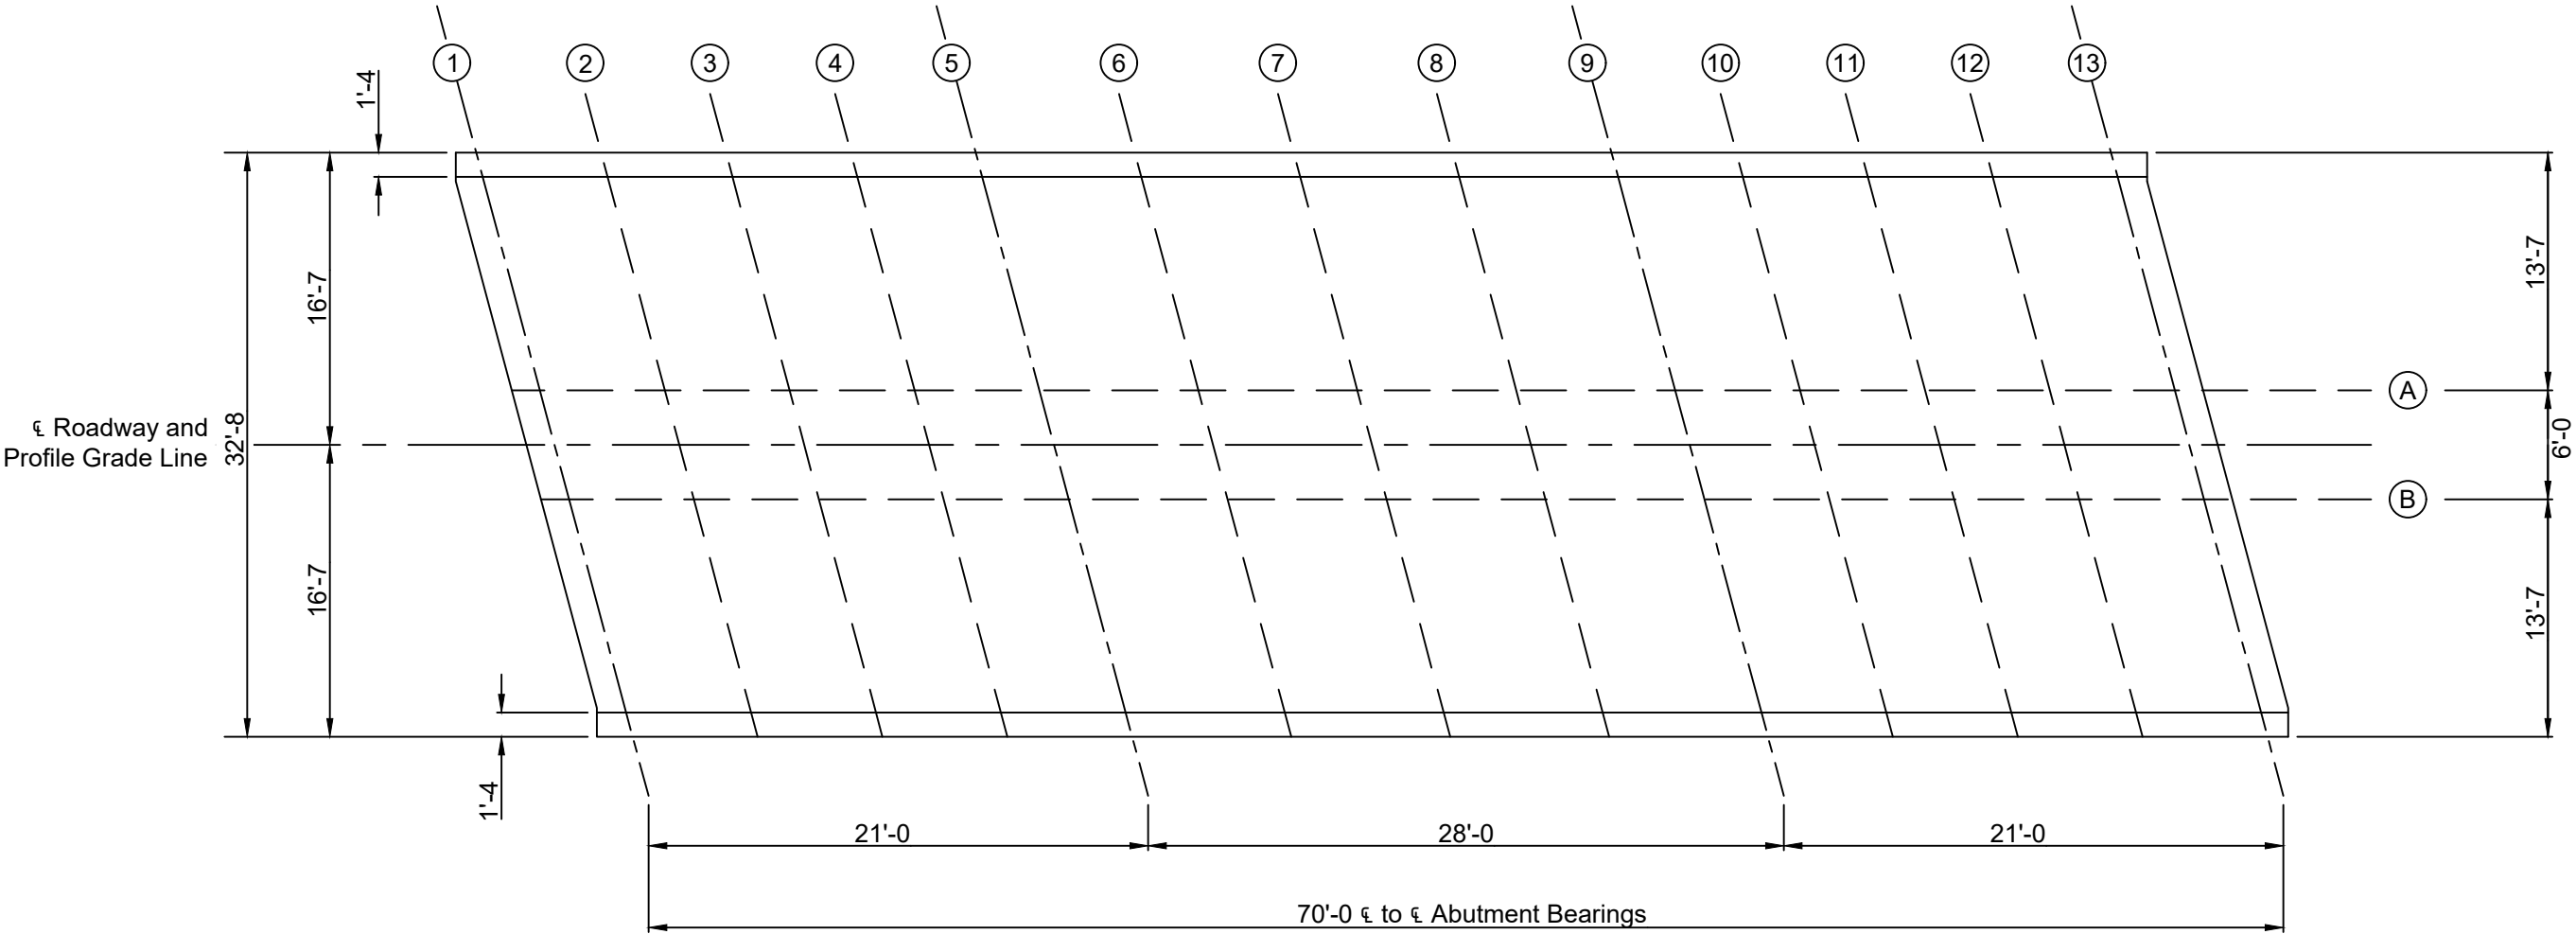 1 2 3 4 5 6 7 8 9 10 11 12 13
1'-4
16'-7
13'-7
32'-8
℄ Roadway and
Profile Grade Line
A
6'-0
B
16'-7
13'-7
1'-4
21'-0 28'-0 21'-0
70'-0 ℄ to ℄ Abutment Bearings